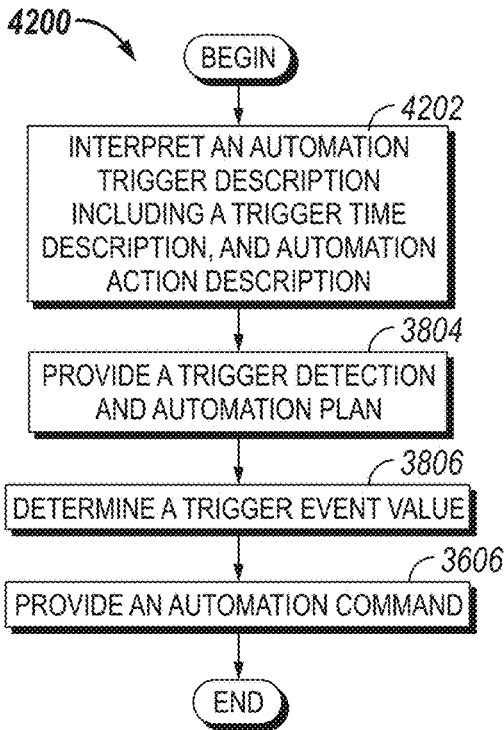 4200
BEGIN
4202
INTERPRET AN AUTOMATION
TRIGGER DESCRIPTION
INCLUDING A TRIGGER TIME
DESCRIPTION, AND AUTOMATION
ACTION DESCRIPTION
3804
PROVIDE A TRIGGER DETECTION
AND AUTOMATION PLAN
3806
DETERMINE A TRIGGER EVENT VALUE
3606
PROVIDE AN AUTOMATION COMMAND
END